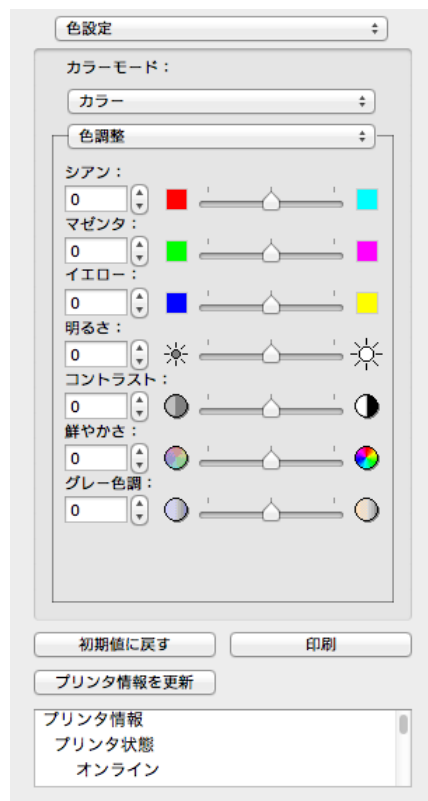 色設定
カラーモード：
カラー
色調整
シアン：
0
マゼンタ：
0
イエロー：
0
明るさ：
0
コントラスト：
0
鮮やかさ：
0
グレー色調：
0
初期値に戻す 印刷
プリンタ情報を更新
プリンタ情報
プリンタ状態
オンライン